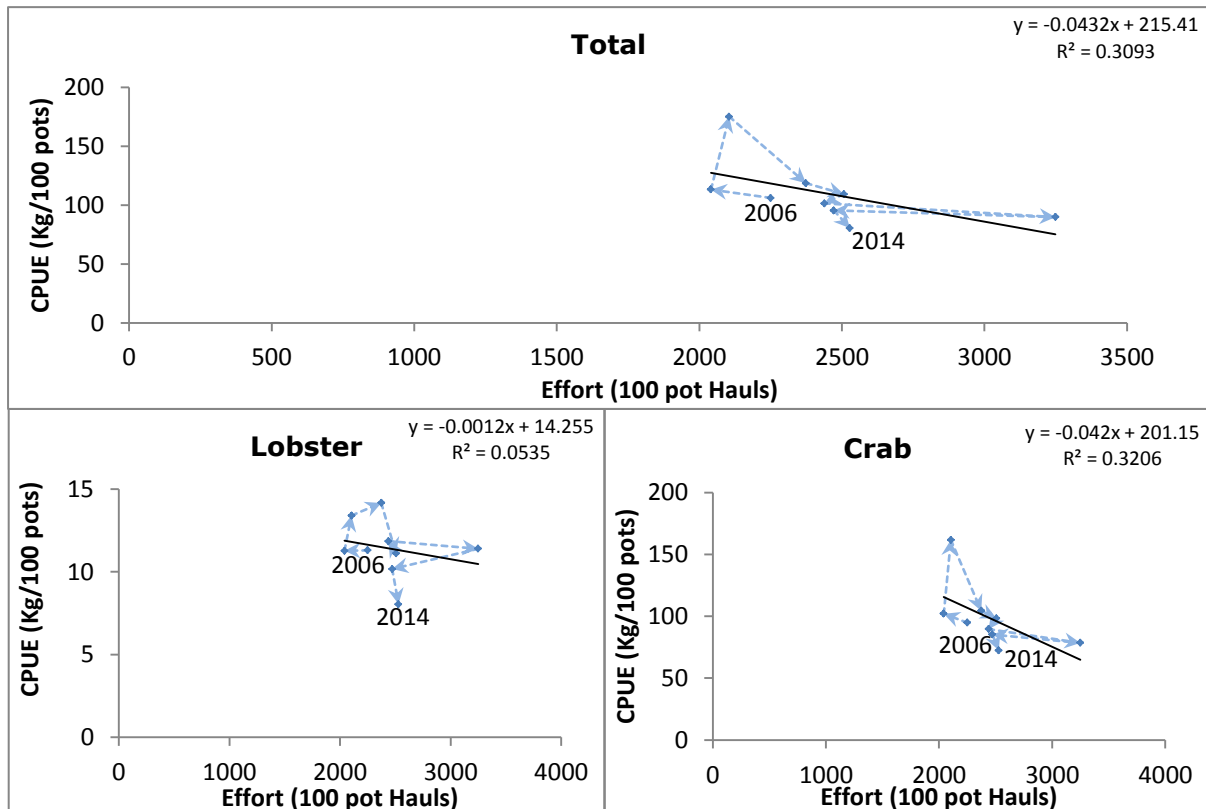 Total
y = -0.0432x + 215.41
R² = 0.3093
CPUE (Kg/100 pots)
200
150
100
50
0
2006
2014
0 500 1000 1500 2000 2500 3000 3500
Effort (100 pot Hauls)
Lobster
y = -0.0012x + 14.255
R² = 0.0535
CPUE (Kg/100 pots)
15
10
5
0
2006
2014
0 1000 2000 3000 4000
Effort (100 pot Hauls)
Crab
y = -0.042x + 201.15
R² = 0.3206
CPUE (Kg/100 pots)
200
150
100
50
0
2006
2014
0 1000 2000 3000 4000
Effort (100 pot Hauls)